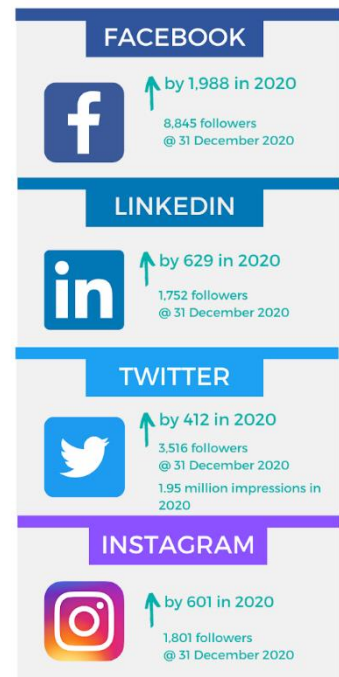 FACEBOOK
by 1,988 in 2020
8,845 followers
@ 31 December 2020
LINKEDIN
in
by 629 in 2020
1,752 followers
@ 31 December 2020
TWITTER
by 412 in 2020
3,516 followers
@ 31 December 2020
1.95 million impressions in
2020
INSTAGRAM
by 601 in 2020
1,801 followers
@ 31 December 2020